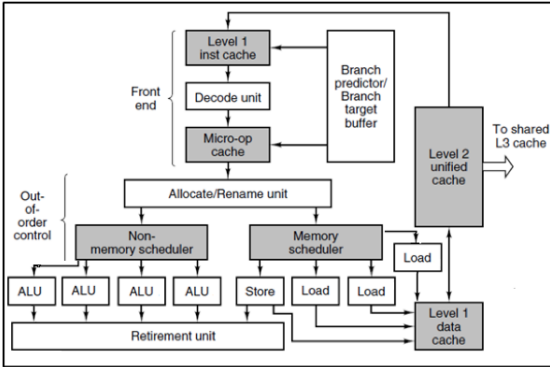 Level 1
inst cache
Front
end
Decode unit
Micro-op
cache
Branch
predictor/
Branch
target
buffer
To shared
L3 cache
Level 2
unified
cache
Allocate/Rename unit
Out-
of-
order
control
Non-
memory scheduler
Memory
scheduler
Load
ALU
ALU
ALU
ALU
Store
Load
Load
Level 1
data
cache
Retirement unit